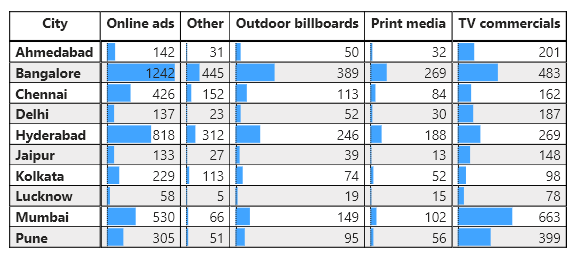 City Online ads Other Outdoor billboards Print media TV commercials
Ahmedabad 142 31 50 32 201
Bangalore 1242 445 389 269 483
Chennai 426 152 113 84 162
Delhi 137 23 52 30 187
Hyderabad 818 312 246 188 269
Jaipur 133 27 39 13 148
Kolkata 229 113 74 52 98
Lucknow 58 5 19 15 78
Mumbai 530 66 149 102 663
Pune 305 51 95 56 399